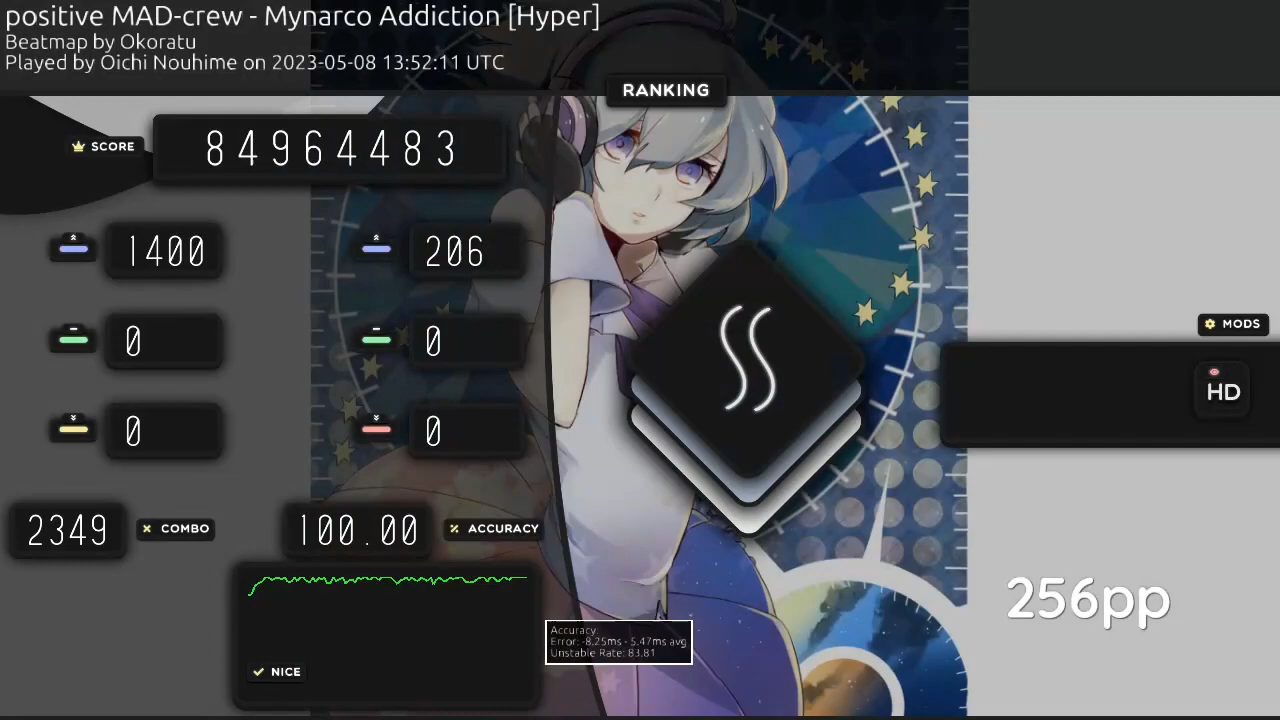 positive MAD-crew - Mynarco Addiction [Hyper]
Beatmap by Okoratu
Played by Oichi Nouhime on 2023-05-08 13:52:11 UTC
RANKING
SCORE 84964483
1400 206
MODS
0 0
HD
0 0
2349 COMBO 100.00 ACCURACY
256pp
Accuracy:
Error: -8.25ms - 5.47ms avg
Unstable Rate: 83.81
NICE